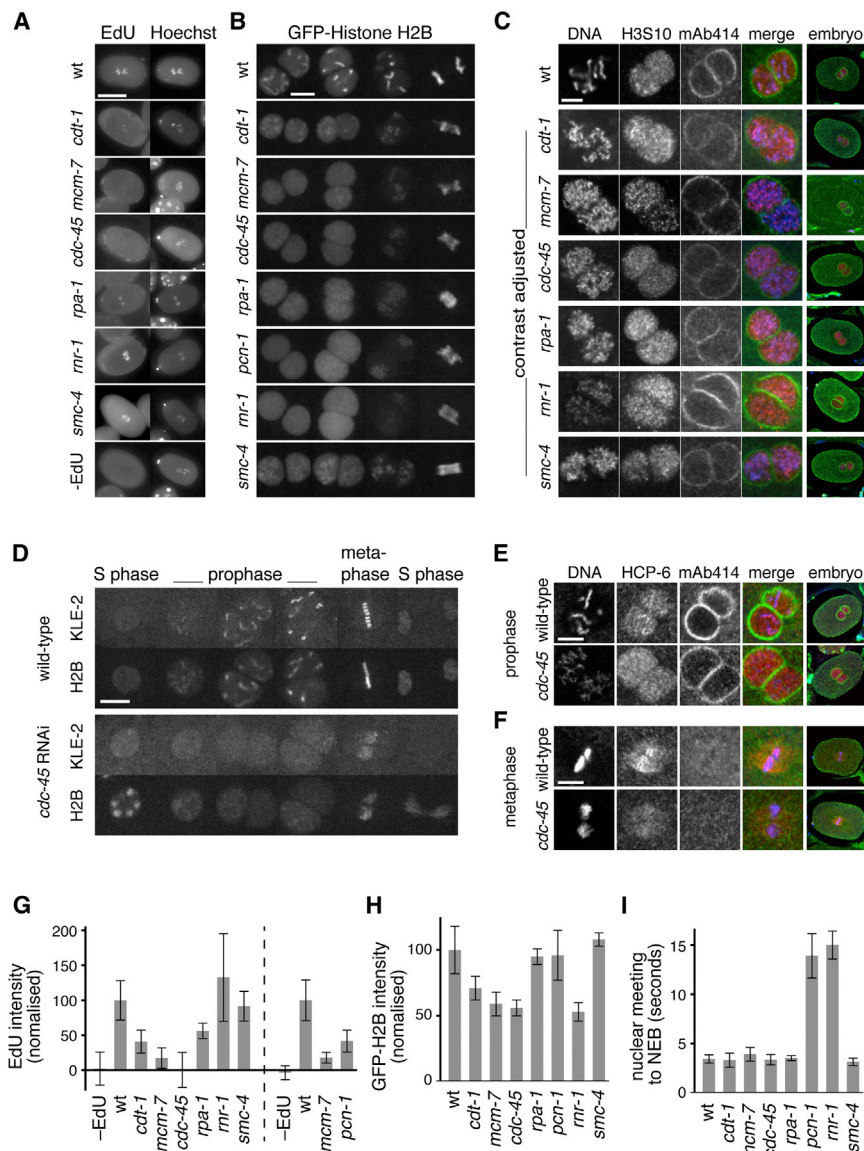 A
EdU Hoechst
wt
cdt-1
mcm-7
cdc-45
rpa-1
rnr-1
smc-4
-EdU
B
GFP-Histone H2B
wt
cdt-1
mcm-7
cdc-45
rpa-1
pcn-1
rnr-1
smc-4
C
DNA H3S10 mAb414 merge embryo
wt
cdt-1
mcm-7
cdc-45
rpa-1
rnr-1
smc-4
contrast adjusted
D
S phase prophase meta-
phase S phase
wild-type
KLE-2
H2B
cdc-45 RNAi
KLE-2
H2B
E
DNA HCP-6 mAb414 merge embryo
prophase
wild-type
cdc-45
F
metaphase
wild-type
cdc-45
G
EdU intensity
(nomalised)
200
150
100
50
0
–EdU wt cdt-1 mcm-7 cdc-45 rpa-1 rnr-1 smc-4 –EdU wt mcm-7 pcn-1
H
GFP-H2B intensity
(nomalised)
100
50
0
wt cdt-1 mcm-7 cdc-45 rpa-1 pcn-1 rnr-1 smc-4
I
nuclear meeting
to NEB (seconds)
15
10
5
0
wt cdt-1 mcm-7 cdc-45 rpa-1 pcn-1 rnr-1 smc-4